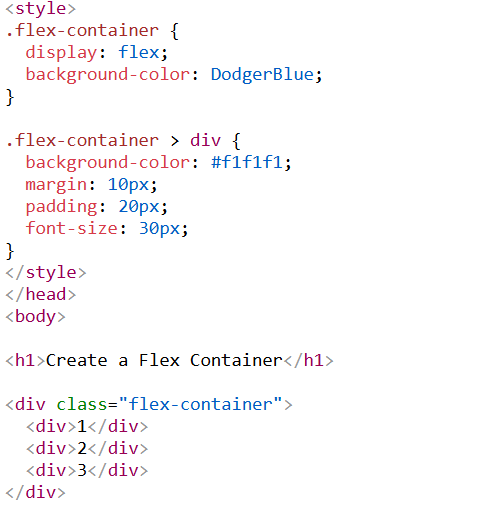 <style>
.flex-container {
  display: flex;
  background-color: DodgerBlue;
}

.flex-container > div {
  background-color: #f1f1f1;
  margin: 10px;
  padding: 20px;
  font-size: 30px;
}
</style>
</head>
<body>

<h1>Create a Flex Container</h1>

<div class="flex-container">
  <div>1</div>
  <div>2</div>
  <div>3</div>
</div>